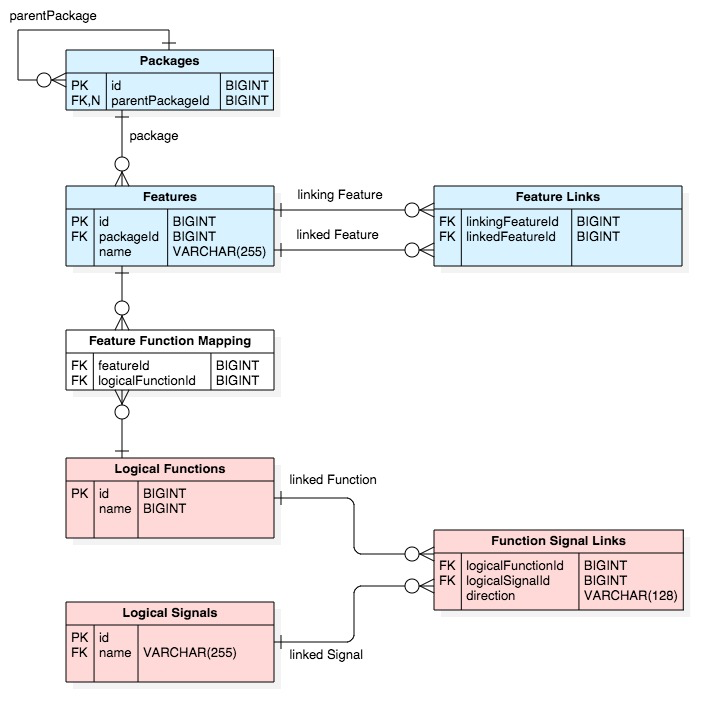 parentPackage
Packages
PK id BIGINT
FK,N parentPackageId BIGINT
package
Features
PK id BIGINT
FK packageId BIGINT
name VARCHAR(255)
linking Feature
linked Feature
Feature Links
FK linkingFeatureId BIGINT
FK linkedFeatureId BIGINT
Feature Function Mapping
FK featureId BIGINT
FK logicalFunctionId BIGINT
Logical Functions
PK id BIGINT
name BIGINT
linked Function
Function Signal Links
FK logicalFunctionId BIGINT
FK logicalSignalId BIGINT
direction VARCHAR(128)
Logical Signals
PK id
FK name VARCHAR(255)
linked Signal